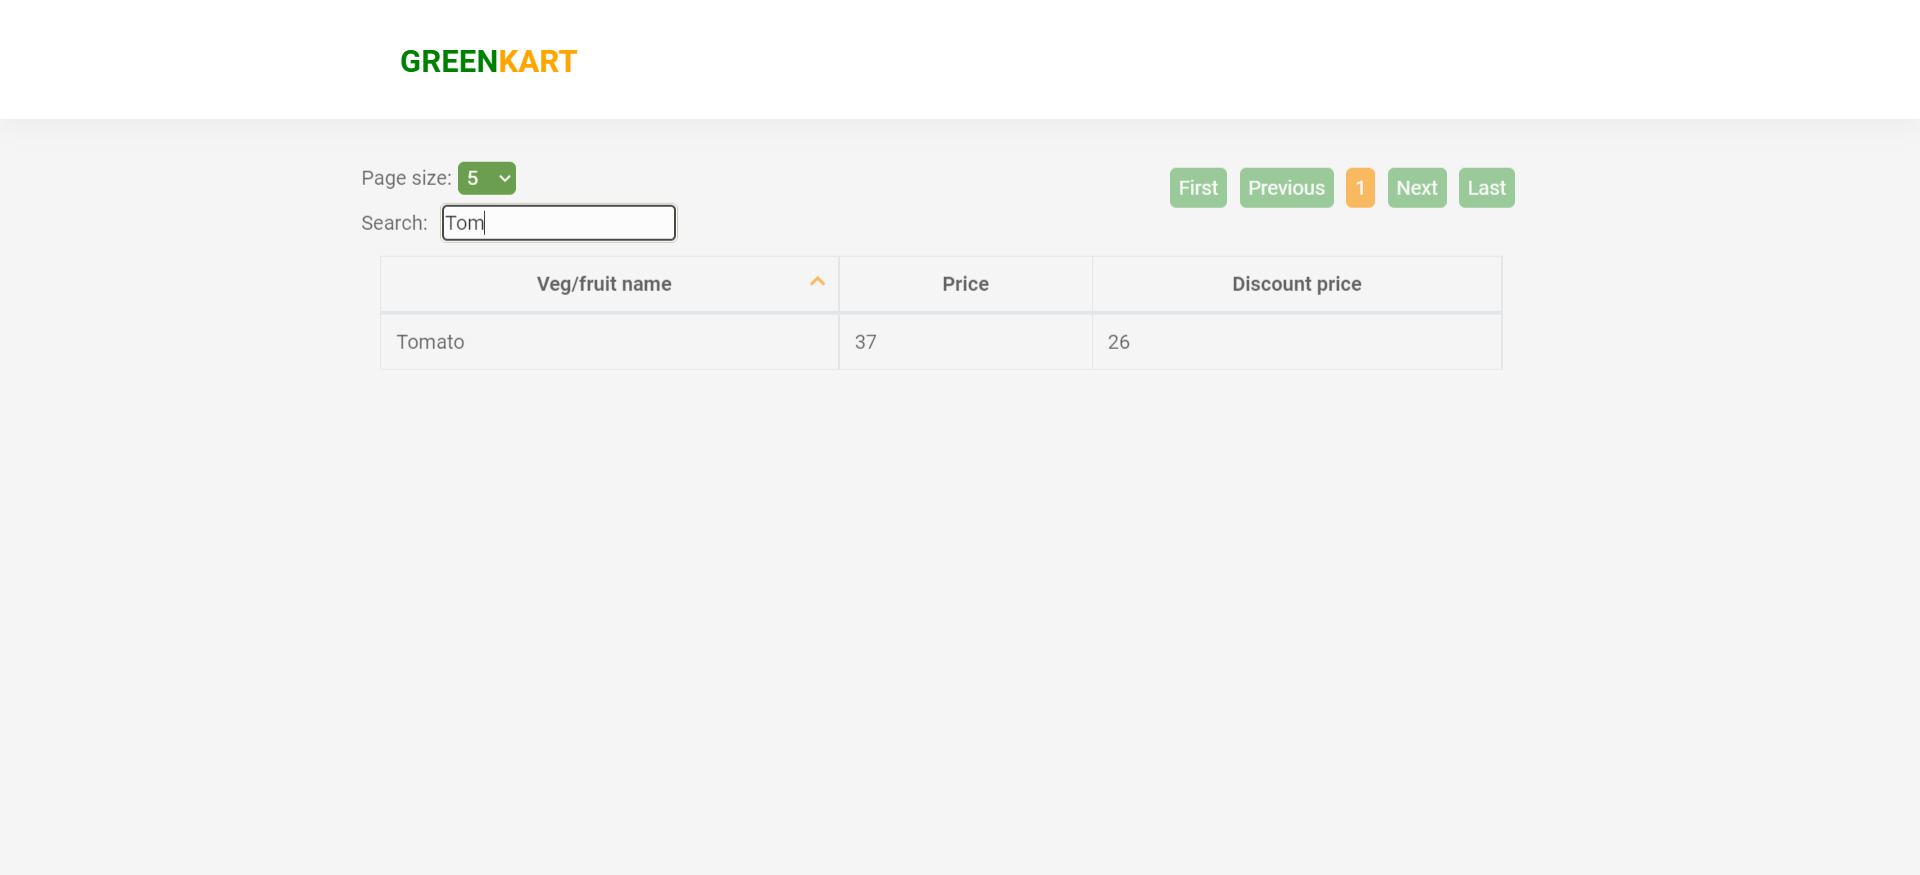 GREENKART
Page size: 5
First Previous 1 Next Last
Search: Tom
Veg/fruit name Price Discount price
Tomato 37 26